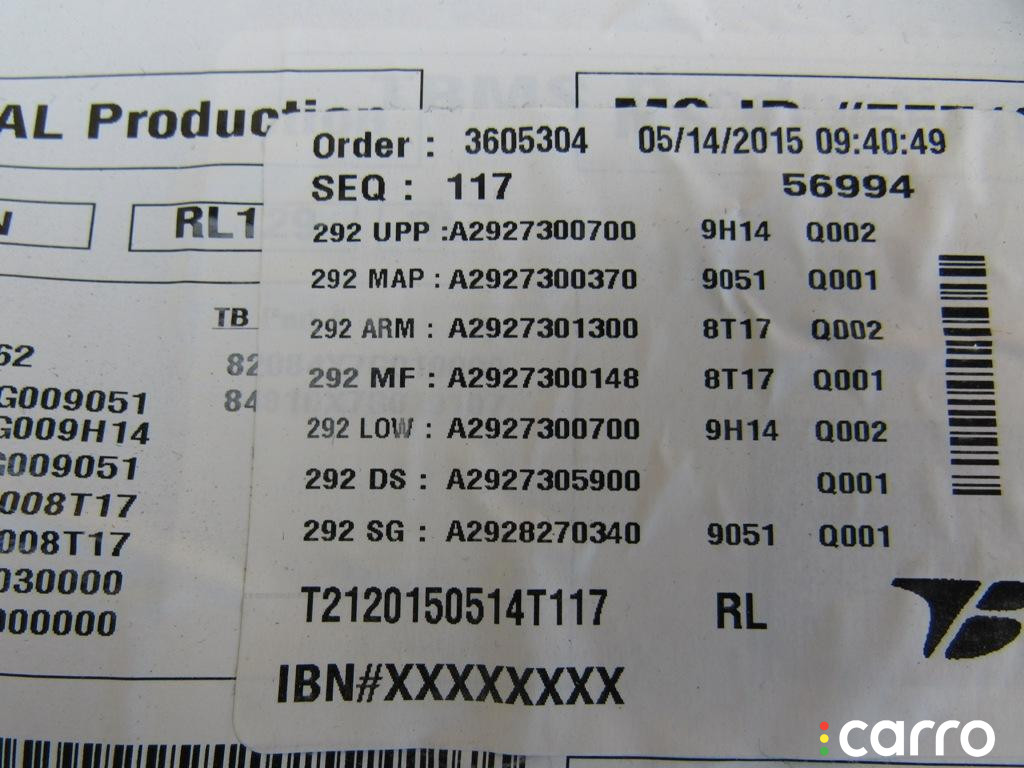 AL Production
Order : 3605304 05/14/2015 09:40:49
SEQ : 117 56994
RL1
292 UPP :A2927300700 9H14 Q002
292 MAP : A2927300370 9051 Q001
TB
292 ARM : A2927301300 8T17 Q002
62 82
292 MF : A2927300148 8T17 Q001
G009051 84
G009H14
292 LOW : A2927300700 9H14 Q002
G009051
292 DS : A2927305900 Q001
008T17
292 SG : A2928270340 9051 Q001
008T17
030000
T2120150514T117 RL
000000
IBN#XXXXXXXX
carro